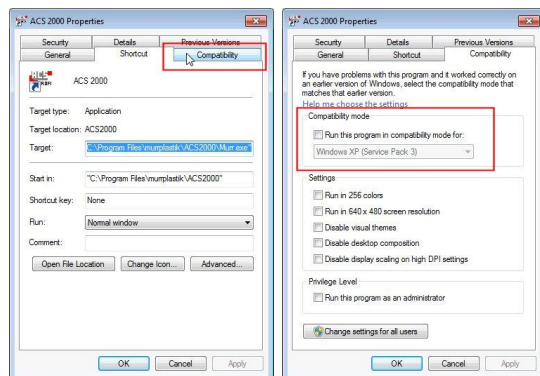 ACS 2000 Properties
Security Details Previous Versions
General Shortcut Compatibility
ACS 2000
Target type: Application
Target location: ACS2000
Target: C:\Program Files\murrplastik\ACS2000\Murr.exe"
Start in: "C:\Program Files\murrplastik\ACS2000"
Shortcut key: None
Run: Normal window
Comment:
Open File Location Change Icon... Advanced...
OK Cancel Apply
ACS 2000 Properties
Security Details Previous Versions
General Shortcut Compatibility
If you have problems with this program and it worked correctly on
an earlier version of Windows, select the compatibility mode that
matches that earlier version.
Help me choose the settings
Compatibility mode
Run this program in compatibility mode for:
Windows XP (Service Pack 3)
Settings
Run in 256 colors
Run in 640 x 480 screen resolution
Disable visual themes
Disable desktop composition
Disable display scaling on high DPI settings
Privilege Level
Run this program as an administrator
Change settings for all users
OK Cancel Apply